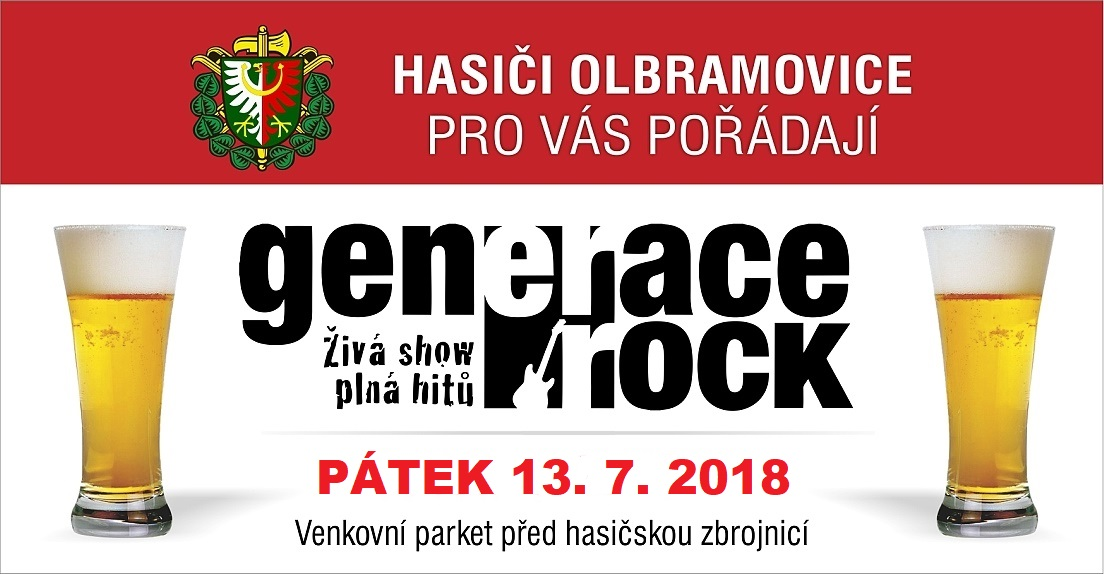 HASIČI OLBRAMOVICE
PRO VÁS POŘÁDAJÍ
generace
rock
Živá show
plná hitů
PÁTEK 13. 7. 2018
Venkovní parket před hasičskou zbrojnicí